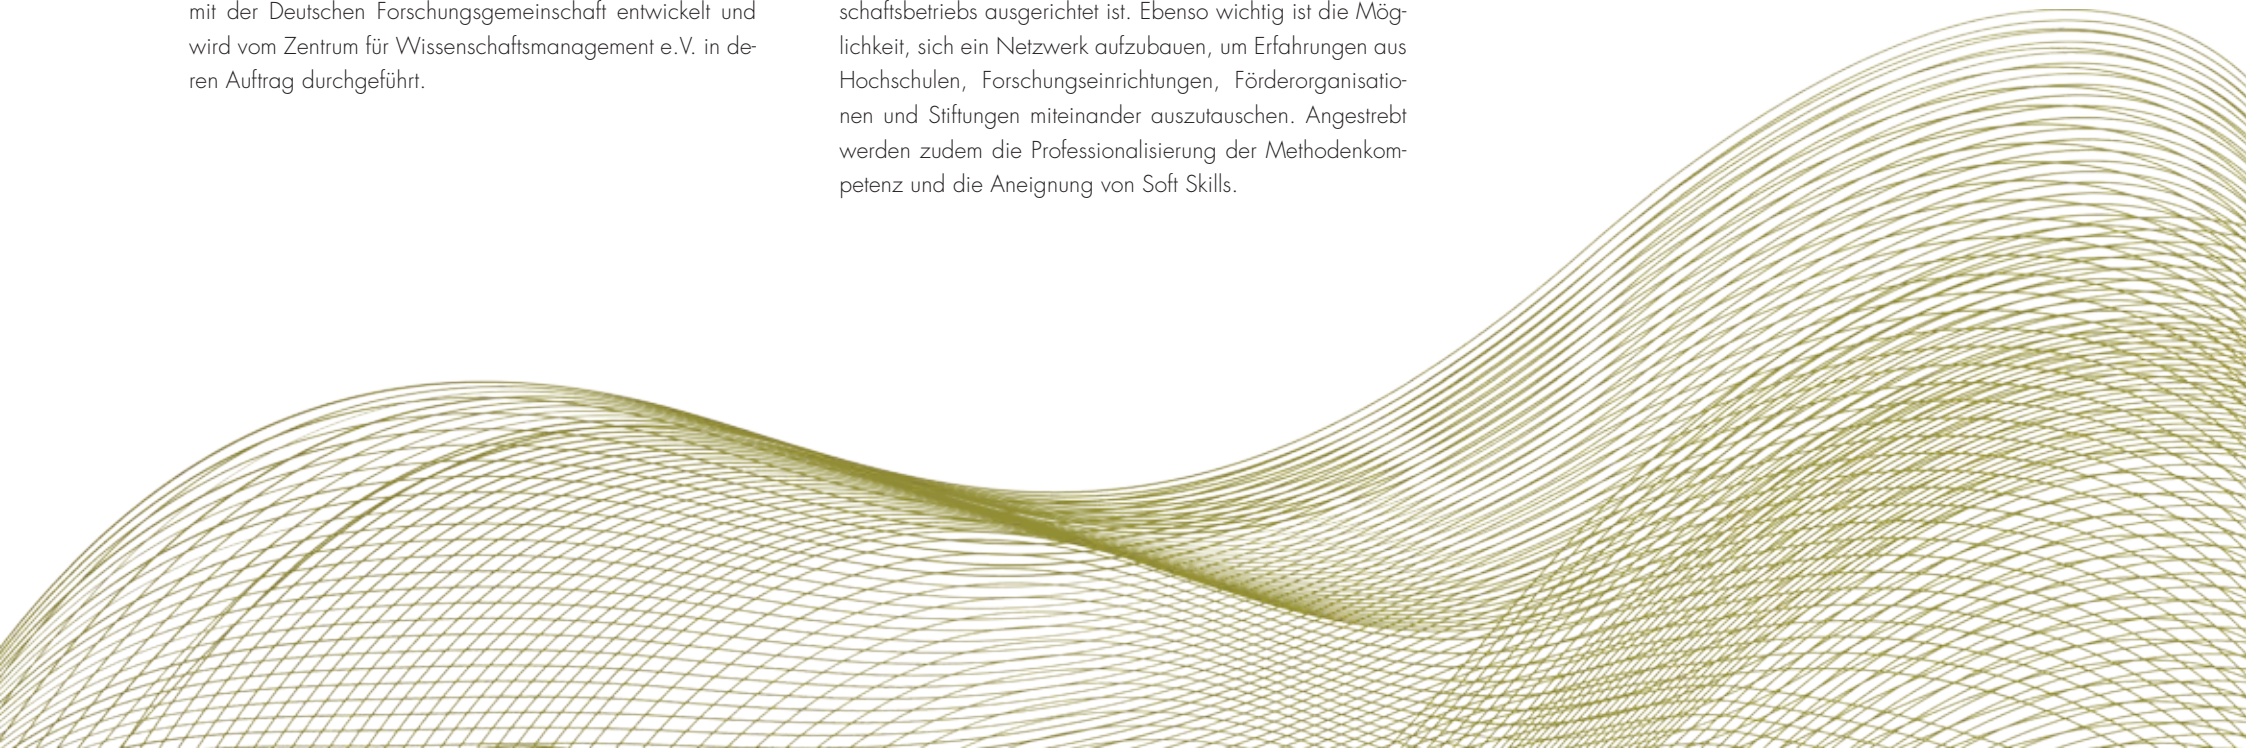 mit der Deutschen Forschungsgemeinschaft entwickelt und
wird vom Zentrum für Wissenschaftsmanagement e.V. in de-
ren Auftrag durchgeführt.
schaftsbetriebs ausgerichtet ist. Ebenso wichtig ist die Mög-
lichkeit, sich ein Netzwerk aufzubauen, um Erfahrungen aus
Hochschulen, Forschungseinrichtungen, Förderorganisatio-
nen und Stiftungen miteinander auszutauschen. Angestrebt
werden zudem die Professionalisierung der Methodenkom-
petenz und die Aneignung von Soft Skills.